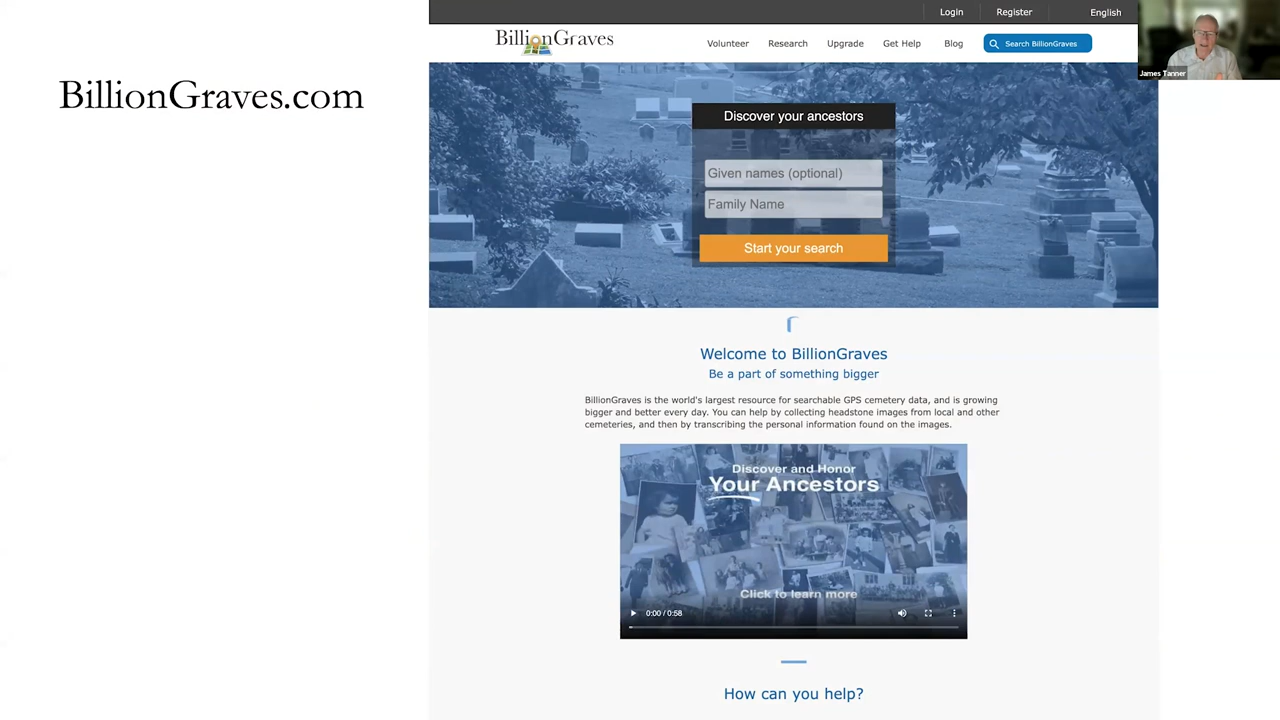 Login Register English
BillionGraves
Volunteer Research Upgrade Get Help Blog Search BillionGraves
James Tanner
BillionGraves.com
Discover your ancestors
Given names (optional)
Family Name
Start your search
Welcome to BillionGraves
Be a part of something bigger
BillionGraves is the world's largest resource for searchable GPS cemetery data, and is growing
bigger and better every day. You can help by collecting headstone images from local and other
cemeteries, and then by transcribing the personal information found on the images.
Discover and Honor
Your Ancestors
Click to learn more
0:00 / 0:58
How can you help?